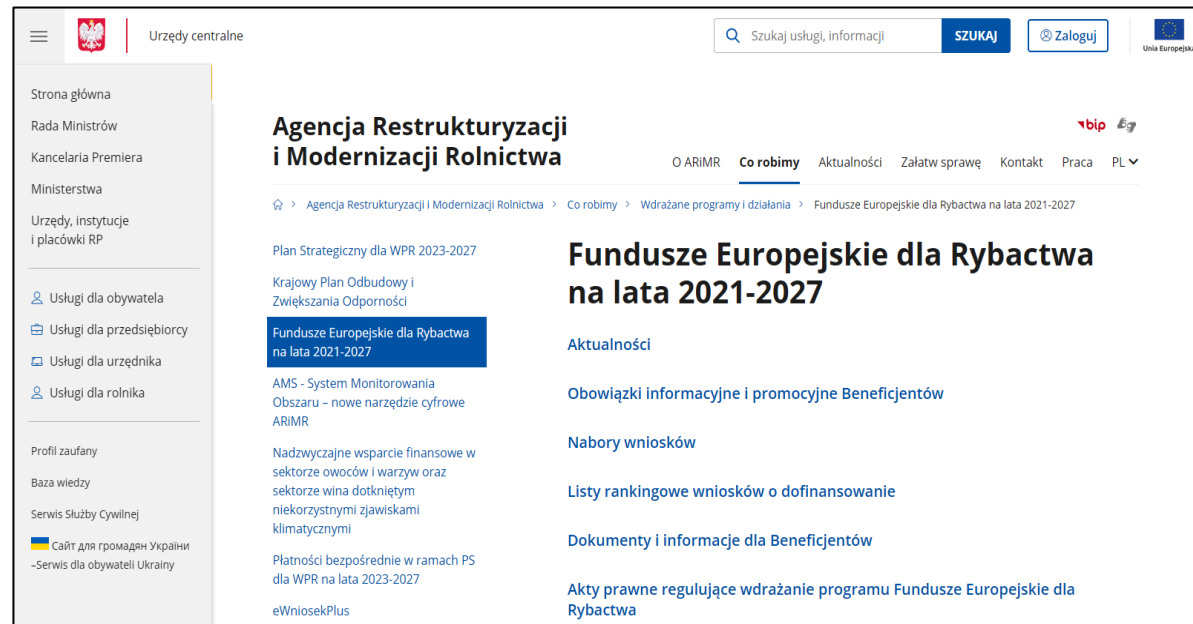 Urzędy centralne
Szukaj usługi, informacji
SZUKAJ
Zaloguj
Unia Europejska
Strona główna
Rada Ministrów
Kancelaria Premiera
Ministerstwa
Urzędy, instytucje
i placówki RP
Usługi dla obywatela
Usługi dla przedsiębiorcy
Usługi dla urzędnika
Usługi dla rolnika
Profil zaufany
Baza wiedzy
Serwis Służby Cywilnej
Сайт для громадян України
–Serwis dla obywateli Ukrainy
Agencja Restrukturyzacji
i Modernizacji Rolnictwa
bip
O ARiMR Co robimy Aktualności Załatw sprawę Kontakt Praca PL
Agencja Restrukturyzacji i Modernizacji Rolnictwa > Co robimy > Wdrażane programy i działania > Fundusze Europejskie dla Rybactwa na lata 2021-2027
Plan Strategiczny dla WPR 2023-2027
Krajowy Plan Odbudowy i
Zwiększania Odporności
Fundusze Europejskie dla Rybactwa
na lata 2021-2027
AMS - System Monitorowania
Obszaru – nowe narzędzie cyfrowe
ARiMR
Nadzwyczajne wsparcie finansowe w
sektorze owoców i warzyw oraz
sektorze wina dotkniętym
niekorzystnymi zjawiskami
klimatycznymi
Płatności bezpośrednie w ramach PS
dla WPR na lata 2023-2027
eWniosekPlus
Fundusze Europejskie dla Rybactwa
na lata 2021-2027
Aktualności
Obowiązki informacyjne i promocyjne Beneficjentów
Nabory wniosków
Listy rankingowe wniosków o dofinansowanie
Dokumenty i informacje dla Beneficjentów
Akty prawne regulujące wdrażanie programu Fundusze Europejskie dla
Rybactwa